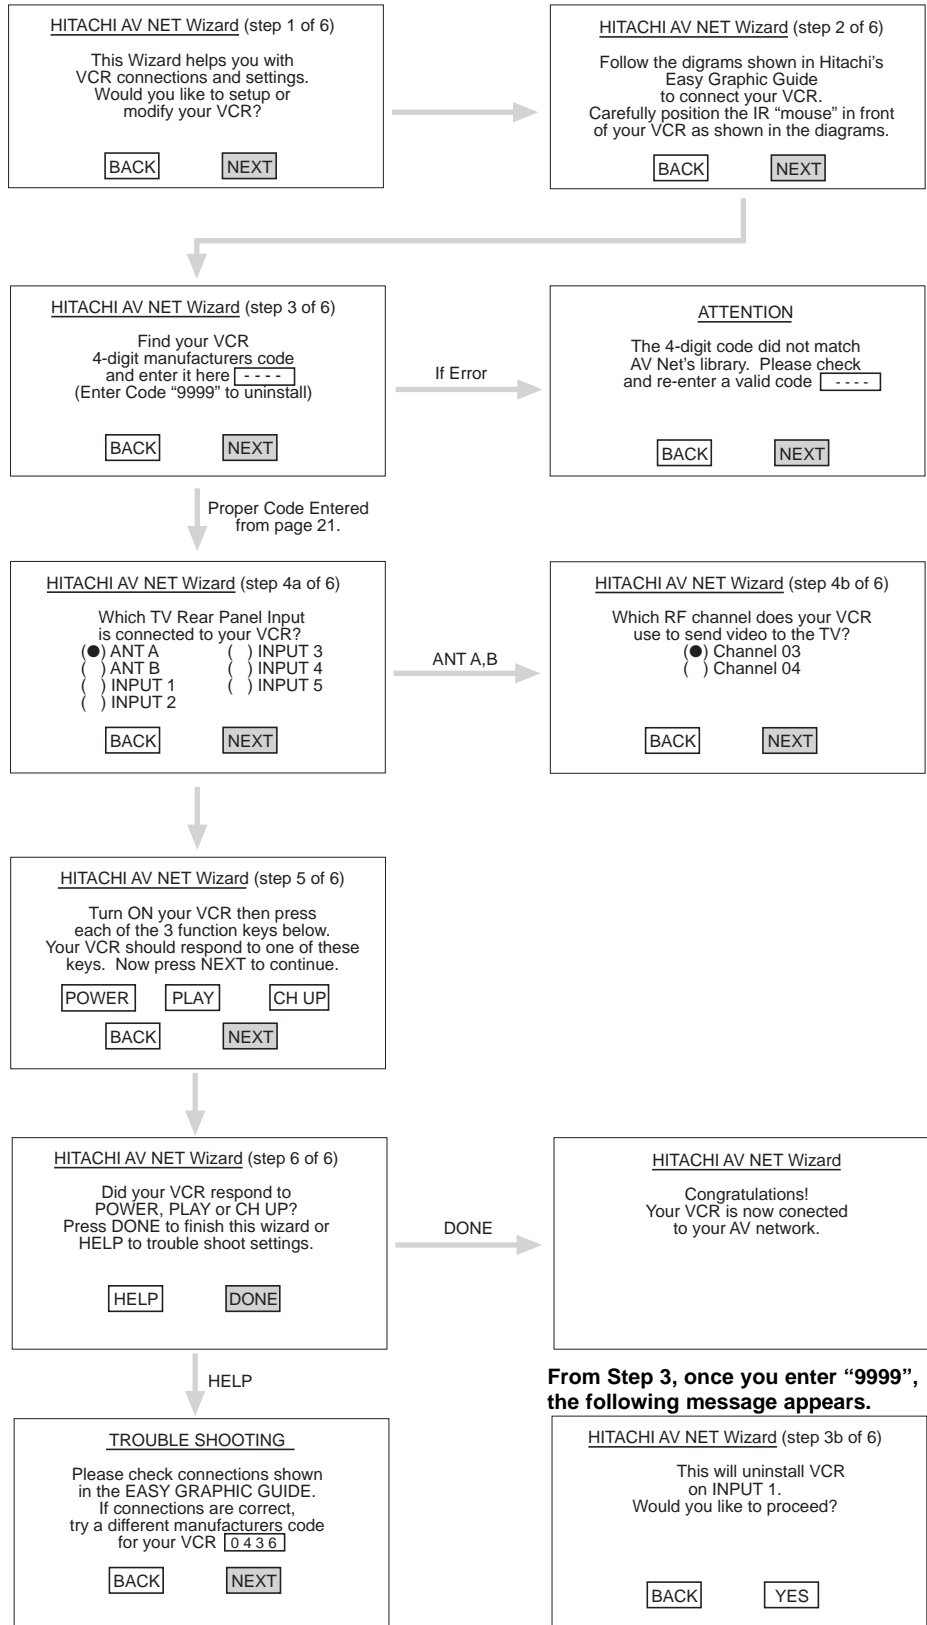 HITACHI AV NET Wizard (step 1 of 6)
This Wizard helps you with
VCR connections and settings.
Would you like to setup or
modify your VCR?
BACK NEXT
HITACHI AV NET Wizard (step 2 of 6)
Follow the digrams shown in Hitachi's
Easy Graphic Guide
to connect your VCR.
Carefully position the IR “mouse” in front
of your VCR as shown in the diagrams.
BACK NEXT
HITACHI AV NET Wizard (step 3 of 6)
Find your VCR
4-digit manufacturers code
and enter it here - - - -
(Enter Code “9999” to uninstall)
BACK NEXT
If Error
ATTENTION
The 4-digit code did not match
AV Net's library. Please check
and re-enter a valid code - - - -
BACK NEXT
Proper Code Entered
from page 21.
HITACHI AV NET Wizard (step 4a of 6)
Which TV Rear Panel Input
is connected to your VCR?
(●) ANT A ( ) INPUT 3
( ) ANT B ( ) INPUT 4
( ) INPUT 1 ( ) INPUT 5
( ) INPUT 2
BACK NEXT
ANT A,B
HITACHI AV NET Wizard (step 4b of 6)
Which RF channel does your VCR
use to send video to the TV?
(●) Channel 03
( ) Channel 04
BACK NEXT
HITACHI AV NET Wizard (step 5 of 6)
Turn ON your VCR then press
each of the 3 function keys below.
Your VCR should respond to one of these
keys. Now press NEXT to continue.
POWER PLAY CH UP
BACK NEXT
HITACHI AV NET Wizard (step 6 of 6)
Did your VCR respond to
POWER, PLAY or CH UP?
Press DONE to finish this wizard or
HELP to trouble shoot settings.
HELP DONE
DONE
HITACHI AV NET Wizard
Congratulations!
Your VCR is now conected
to your AV network.
HELP
TROUBLE SHOOTING
Please check connections shown
in the EASY GRAPHIC GUIDE.
If connections are correct,
try a different manufacturers code
for your VCR 0 4 3 6
BACK NEXT
From Step 3, once you enter “9999”,
the following message appears.
HITACHI AV NET Wizard (step 3b of 6)
This will uninstall VCR
on INPUT 1.
Would you like to proceed?
BACK YES